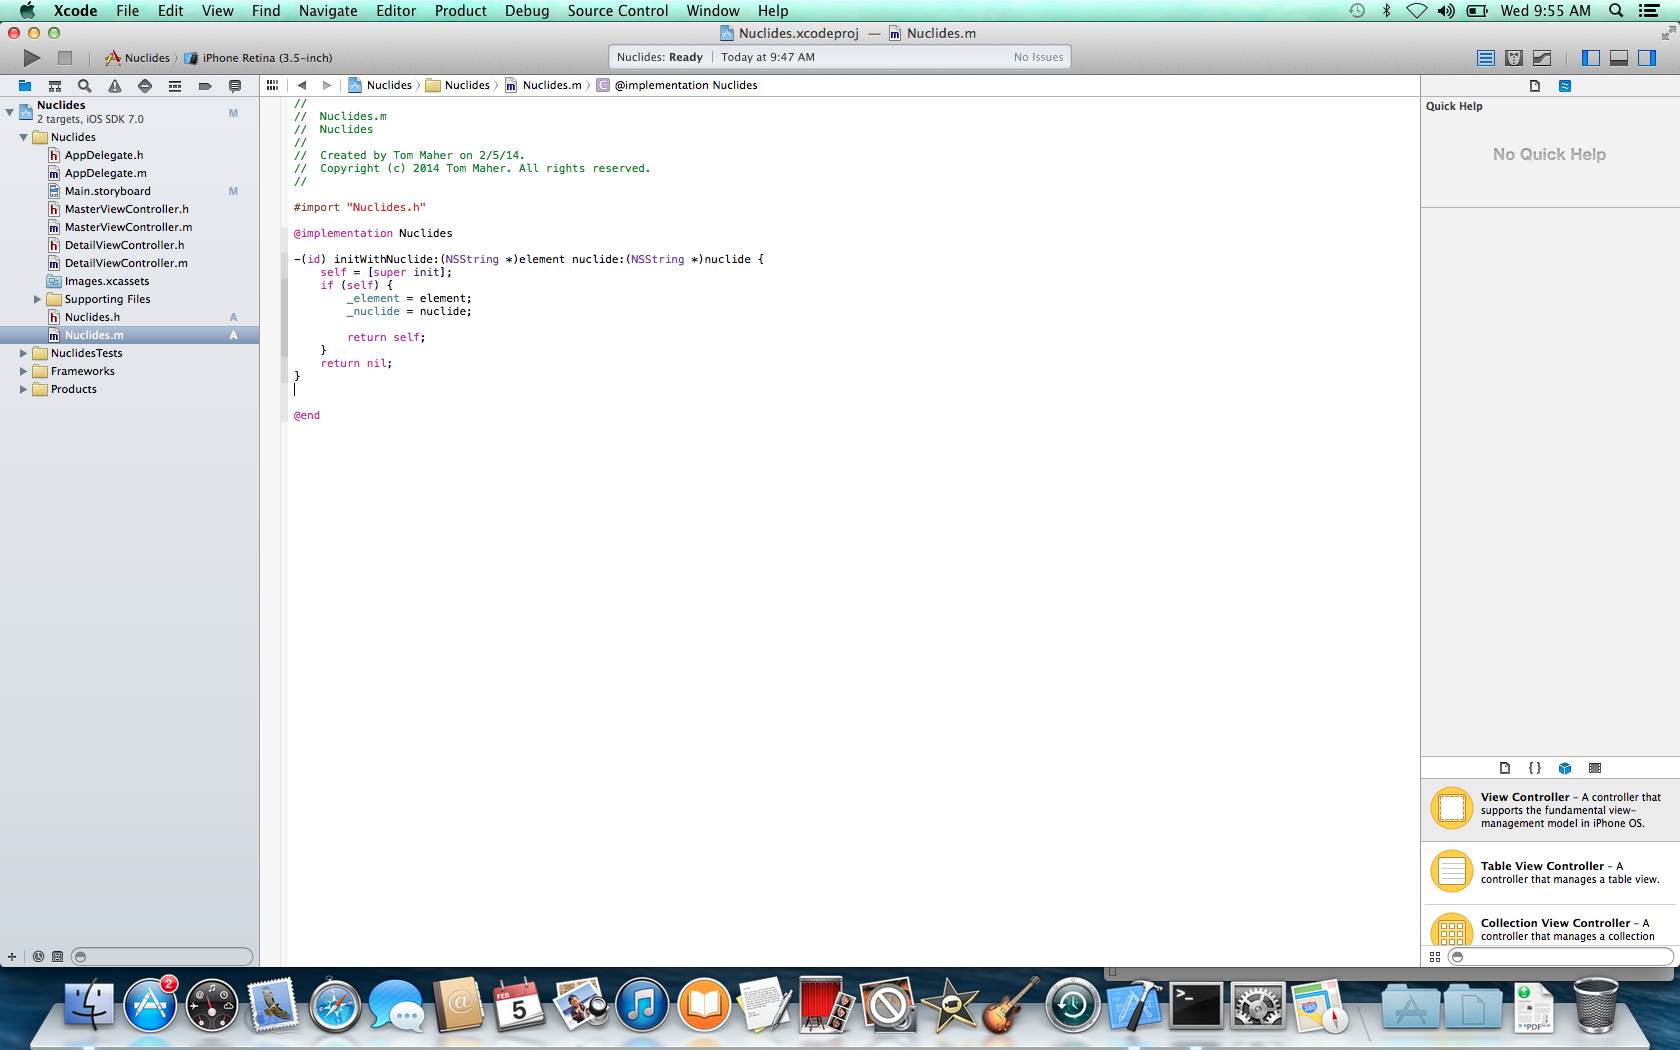 Xcode File Edit View Find Navigate Editor Product Debug Source Control Window Help Wed 9:55 AM
Nuclides.xcodeproj — Nuclides.m
Nuclides iPhone Retina (3.5-inch)
Nuclides: Ready Today at 9:47 AM No Issues
Nuclides Nuclides Nuclides.m C @implementation Nuclides
Nuclides M
2 targets, iOS SDK 7.0
Nuclides
h AppDelegate.h
m AppDelegate.m
Main.storyboard M
h MasterViewController.h
m MasterViewController.m
h DetailViewController.h
m DetailViewController.m
Images.xcassets
Supporting Files
h Nuclides.h A
m Nuclides.m A
NuclidesTests
Frameworks
Products
//
// Nuclides.m
// Nuclides
//
// Created by Tom Maher on 2/5/14.
// Copyright (c) 2014 Tom Maher. All rights reserved.
//
#import "Nuclides.h"
@implementation Nuclides
-(id) initWithNuclide:(NSString *)element nuclide:(NSString *)nuclide {
self = [super init];
if (self) {
_element = element;
_nuclide = nuclide;
return self;
}
return nil;
}
@end
Quick Help
No Quick Help
{ }
View Controller – A controller that
supports the fundamental view-
management model in iPhone OS.
Table View Controller – A
controller that manages a table view.
Collection View Controller – A
controller that manages a collection
2
FEB
5
>_
280
PDF